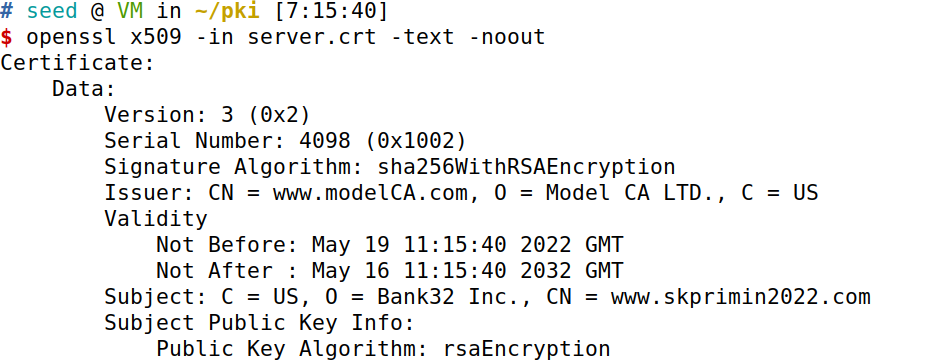 # seed @ VM in ~/pki [7:15:40]
$ openssl x509 -in server.crt -text -noout
Certificate:
    Data:
        Version: 3 (0x2)
        Serial Number: 4098 (0x1002)
        Signature Algorithm: sha256WithRSAEncryption
        Issuer: CN = www.modelCA.com, O = Model CA LTD., C = US
        Validity
            Not Before: May 19 11:15:40 2022 GMT
            Not After : May 16 11:15:40 2032 GMT
        Subject: C = US, O = Bank32 Inc., CN = www.skprimin2022.com
        Subject Public Key Info:
            Public Key Algorithm: rsaEncryption